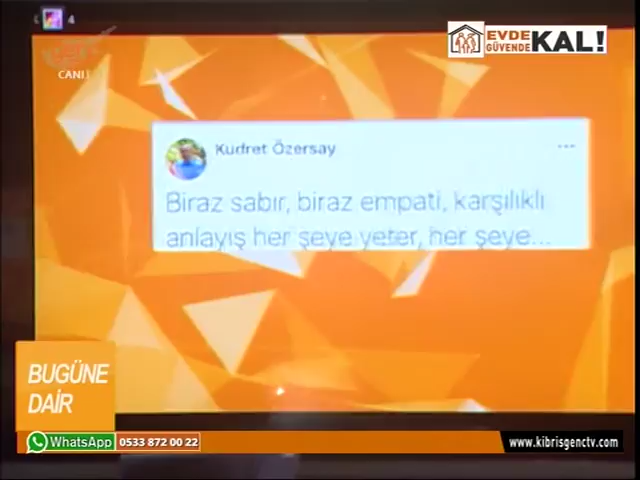 4
CANLI
EVDE
GÜVENDE
KAL!
Kudret Özersay
Biraz sabır, biraz empati, karşılıklı
anlayış her şeye yeter, her şeye...
BUGÜNE
DAİR
WhatsApp 0533 872 00 22
www.kibrisgenctv.com